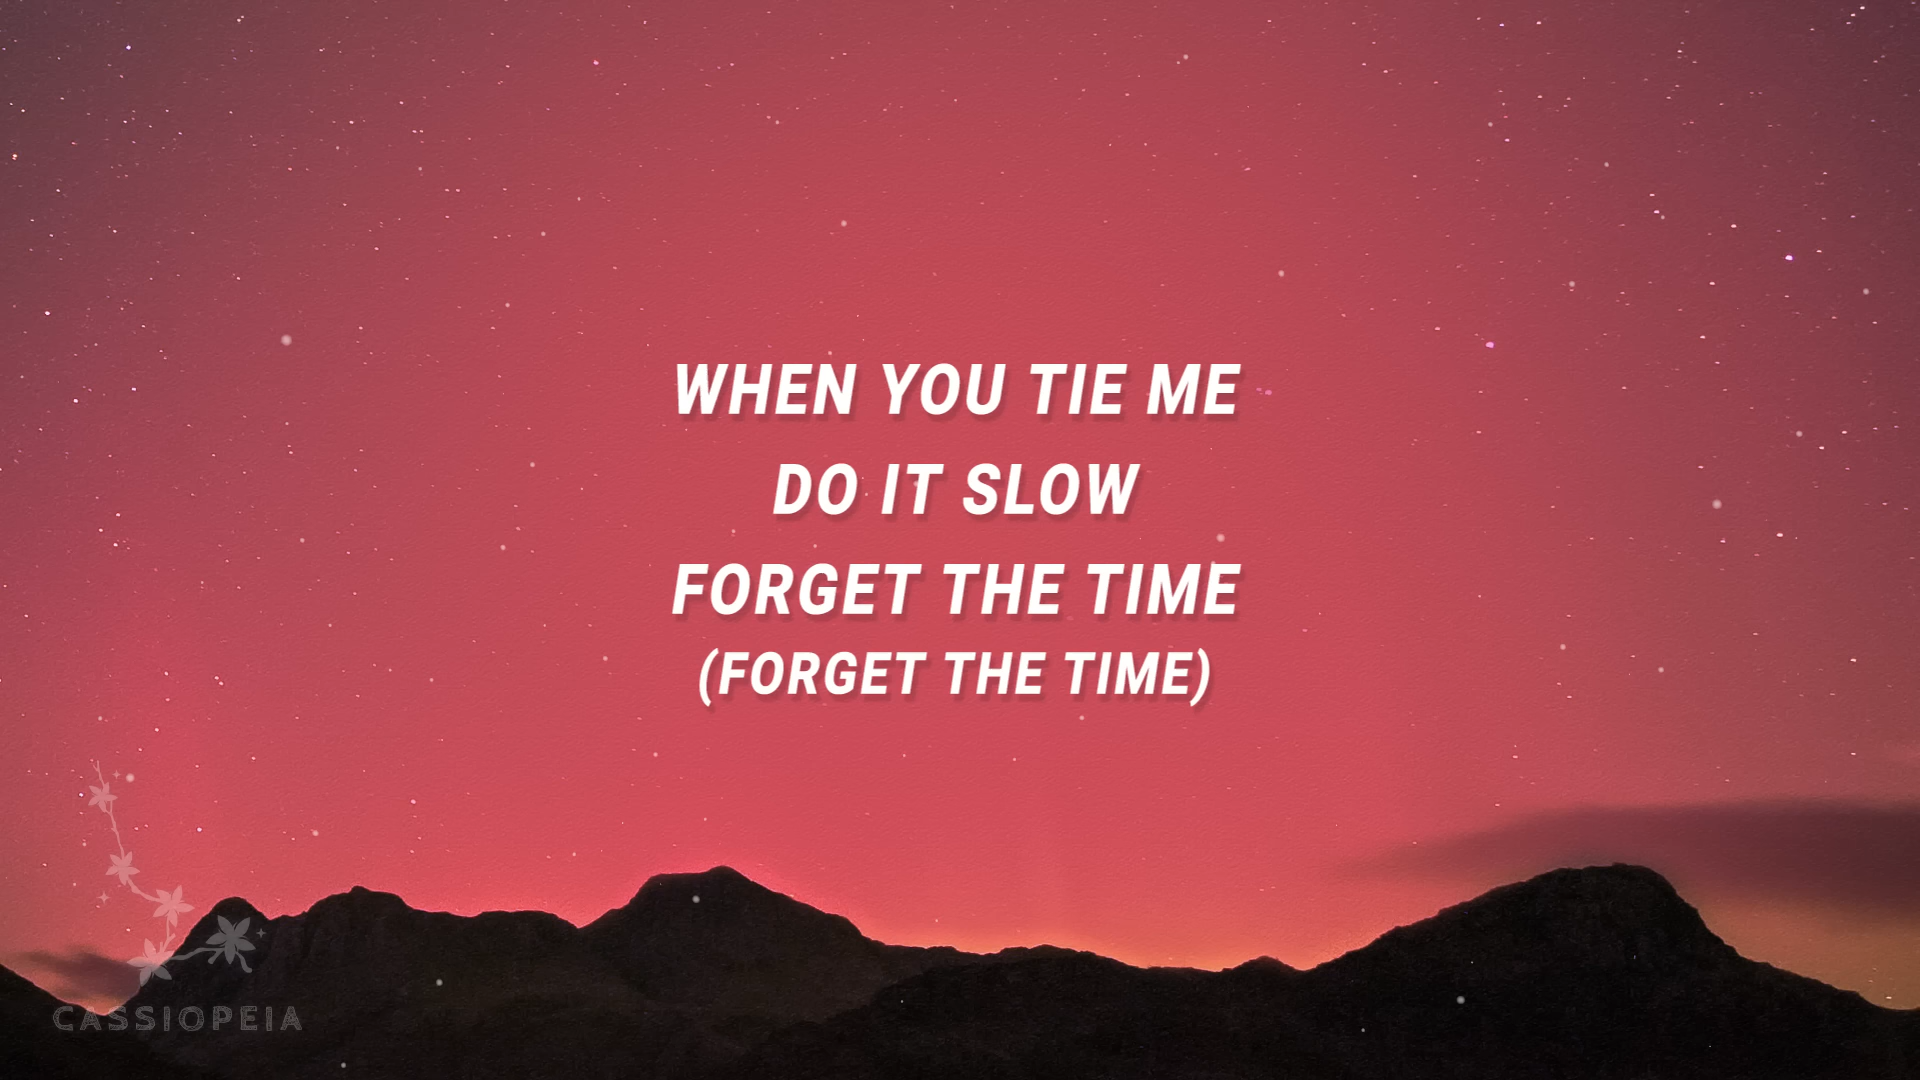 WHEN YOU TIE ME
DO IT SLOW
FORGET THE TIME
(FORGET THE TIME)
CASSIOPEIA